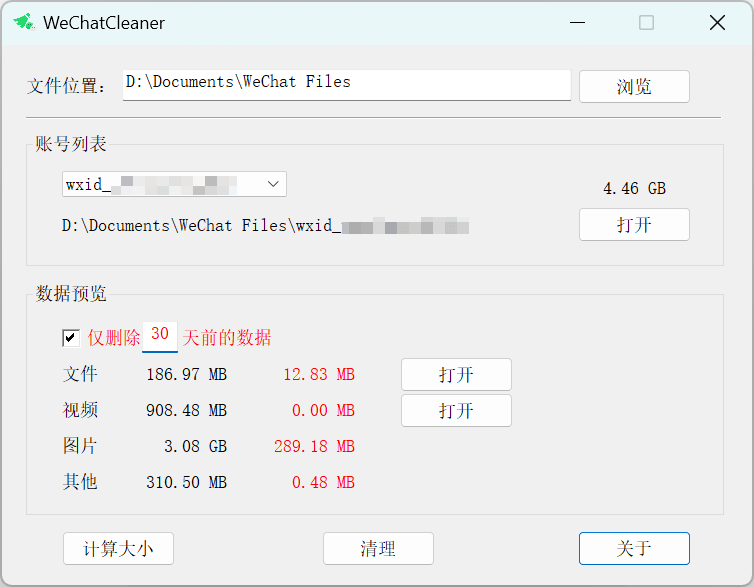 WeChatCleaner
文件位置： D:\Documents\WeChat Files 浏览
账号列表
wxid_ 4.46 GB
D:\Documents\WeChat Files\wxid_ 打开
数据预览
仅删除 30 天前的数据
文件 186.97 MB 12.83 MB 打开
视频 908.48 MB 0.00 MB 打开
图片 3.08 GB 289.18 MB
其他 310.50 MB 0.48 MB
计算大小 清理 关于